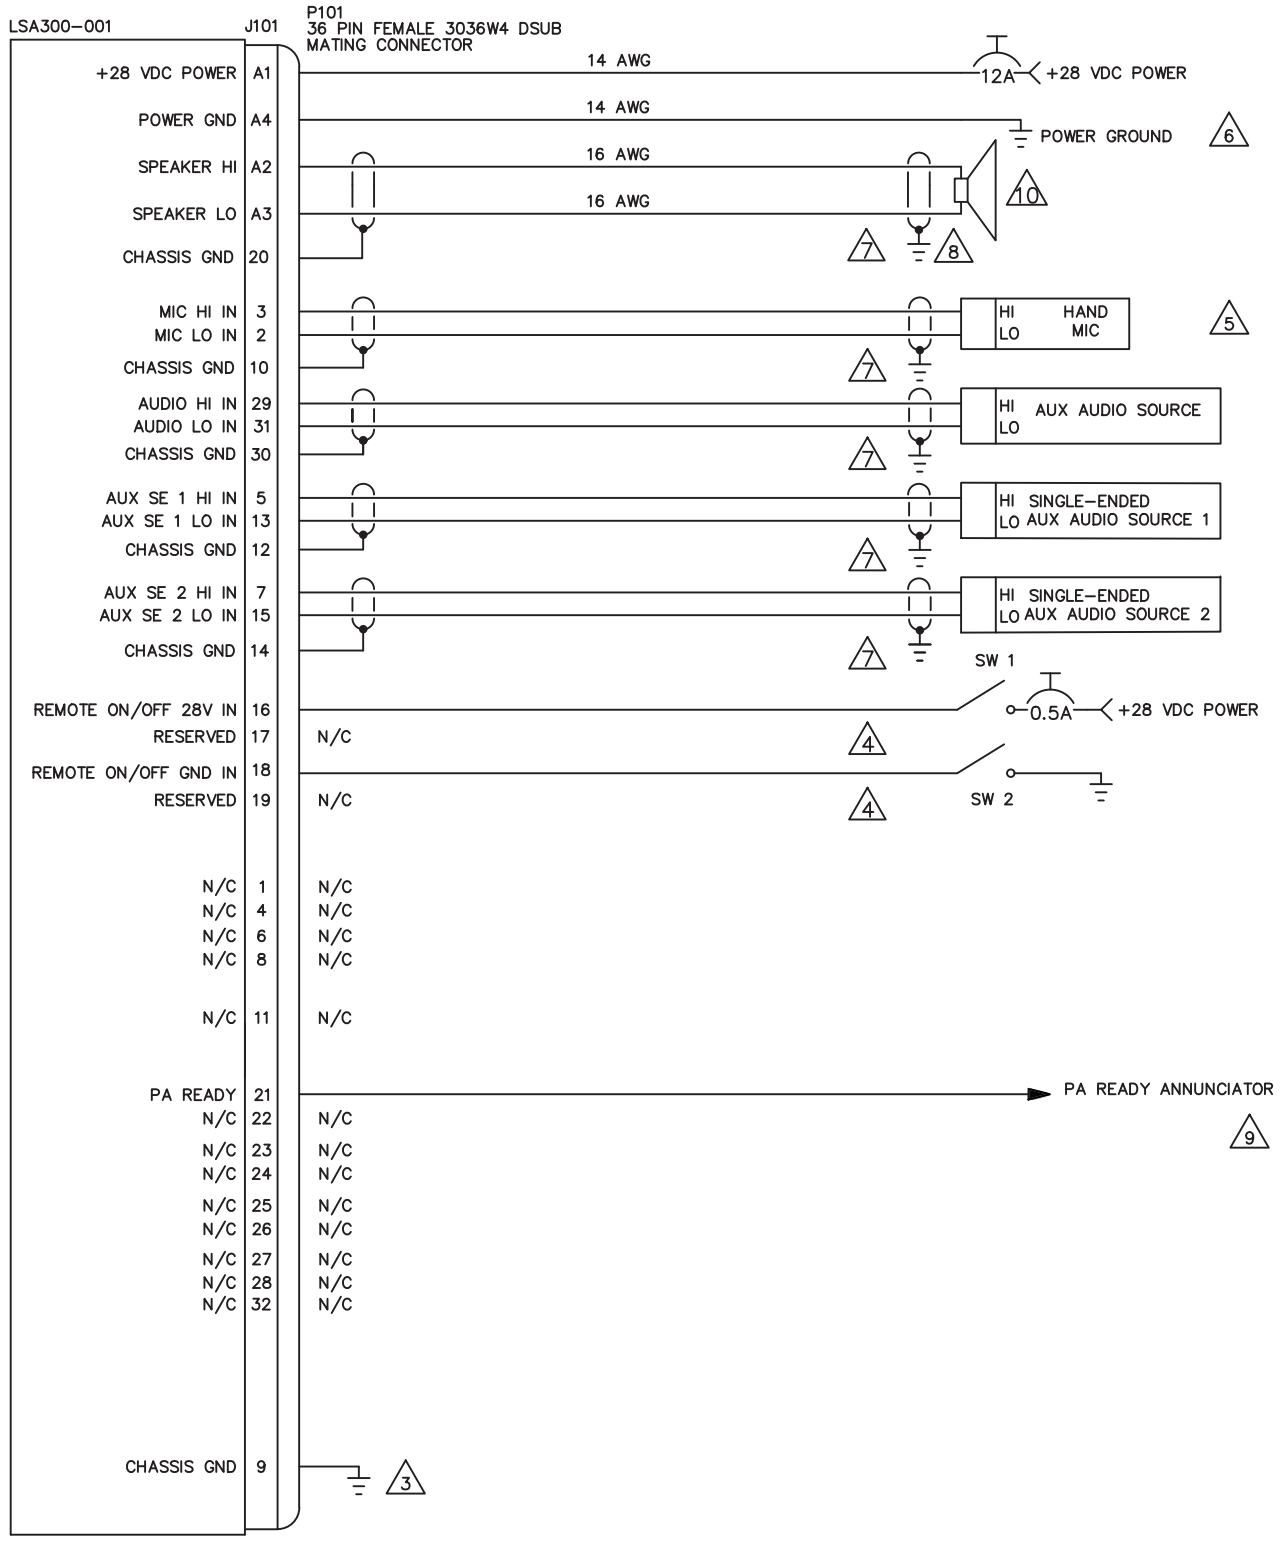 LSA300-001 J101
P101
36 PIN FEMALE 3036W4 DSUB
MATING CONNECTOR
+28 VDC POWER A1 14 AWG 12A +28 VDC POWER
POWER GND A4 14 AWG
POWER GROUND 6
SPEAKER HI A2 16 AWG
10
SPEAKER LO A3 16 AWG
7 8
CHASSIS GND 20
MIC HI IN 3 HI HAND
5
MIC LO IN 2 LO MIC
CHASSIS GND 10 7
AUDIO HI IN 29 HI AUX AUDIO SOURCE
AUDIO LO IN 31 LO
CHASSIS GND 30 7
AUX SE 1 HI IN 5 HI SINGLE-ENDED
AUX SE 1 LO IN 13 LO AUX AUDIO SOURCE 1
CHASSIS GND 12 7
AUX SE 2 HI IN 7 HI SINGLE-ENDED
AUX SE 2 LO IN 15 LO AUX AUDIO SOURCE 2
CHASSIS GND 14 7
SW 1
REMOTE ON/OFF 28V IN 16 0.5A +28 VDC POWER
RESERVED 17 N/C 4
REMOTE ON/OFF GND IN 18
RESERVED 19 N/C 4 SW 2
N/C 1 N/C
N/C 4 N/C
N/C 6 N/C
N/C 8 N/C
N/C 11 N/C
PA READY 21 PA READY ANNUNCIATOR
N/C 22 N/C
9
N/C 23 N/C
N/C 24 N/C
N/C 25 N/C
N/C 26 N/C
N/C 27 N/C
N/C 28 N/C
N/C 32 N/C
CHASSIS GND 9 3